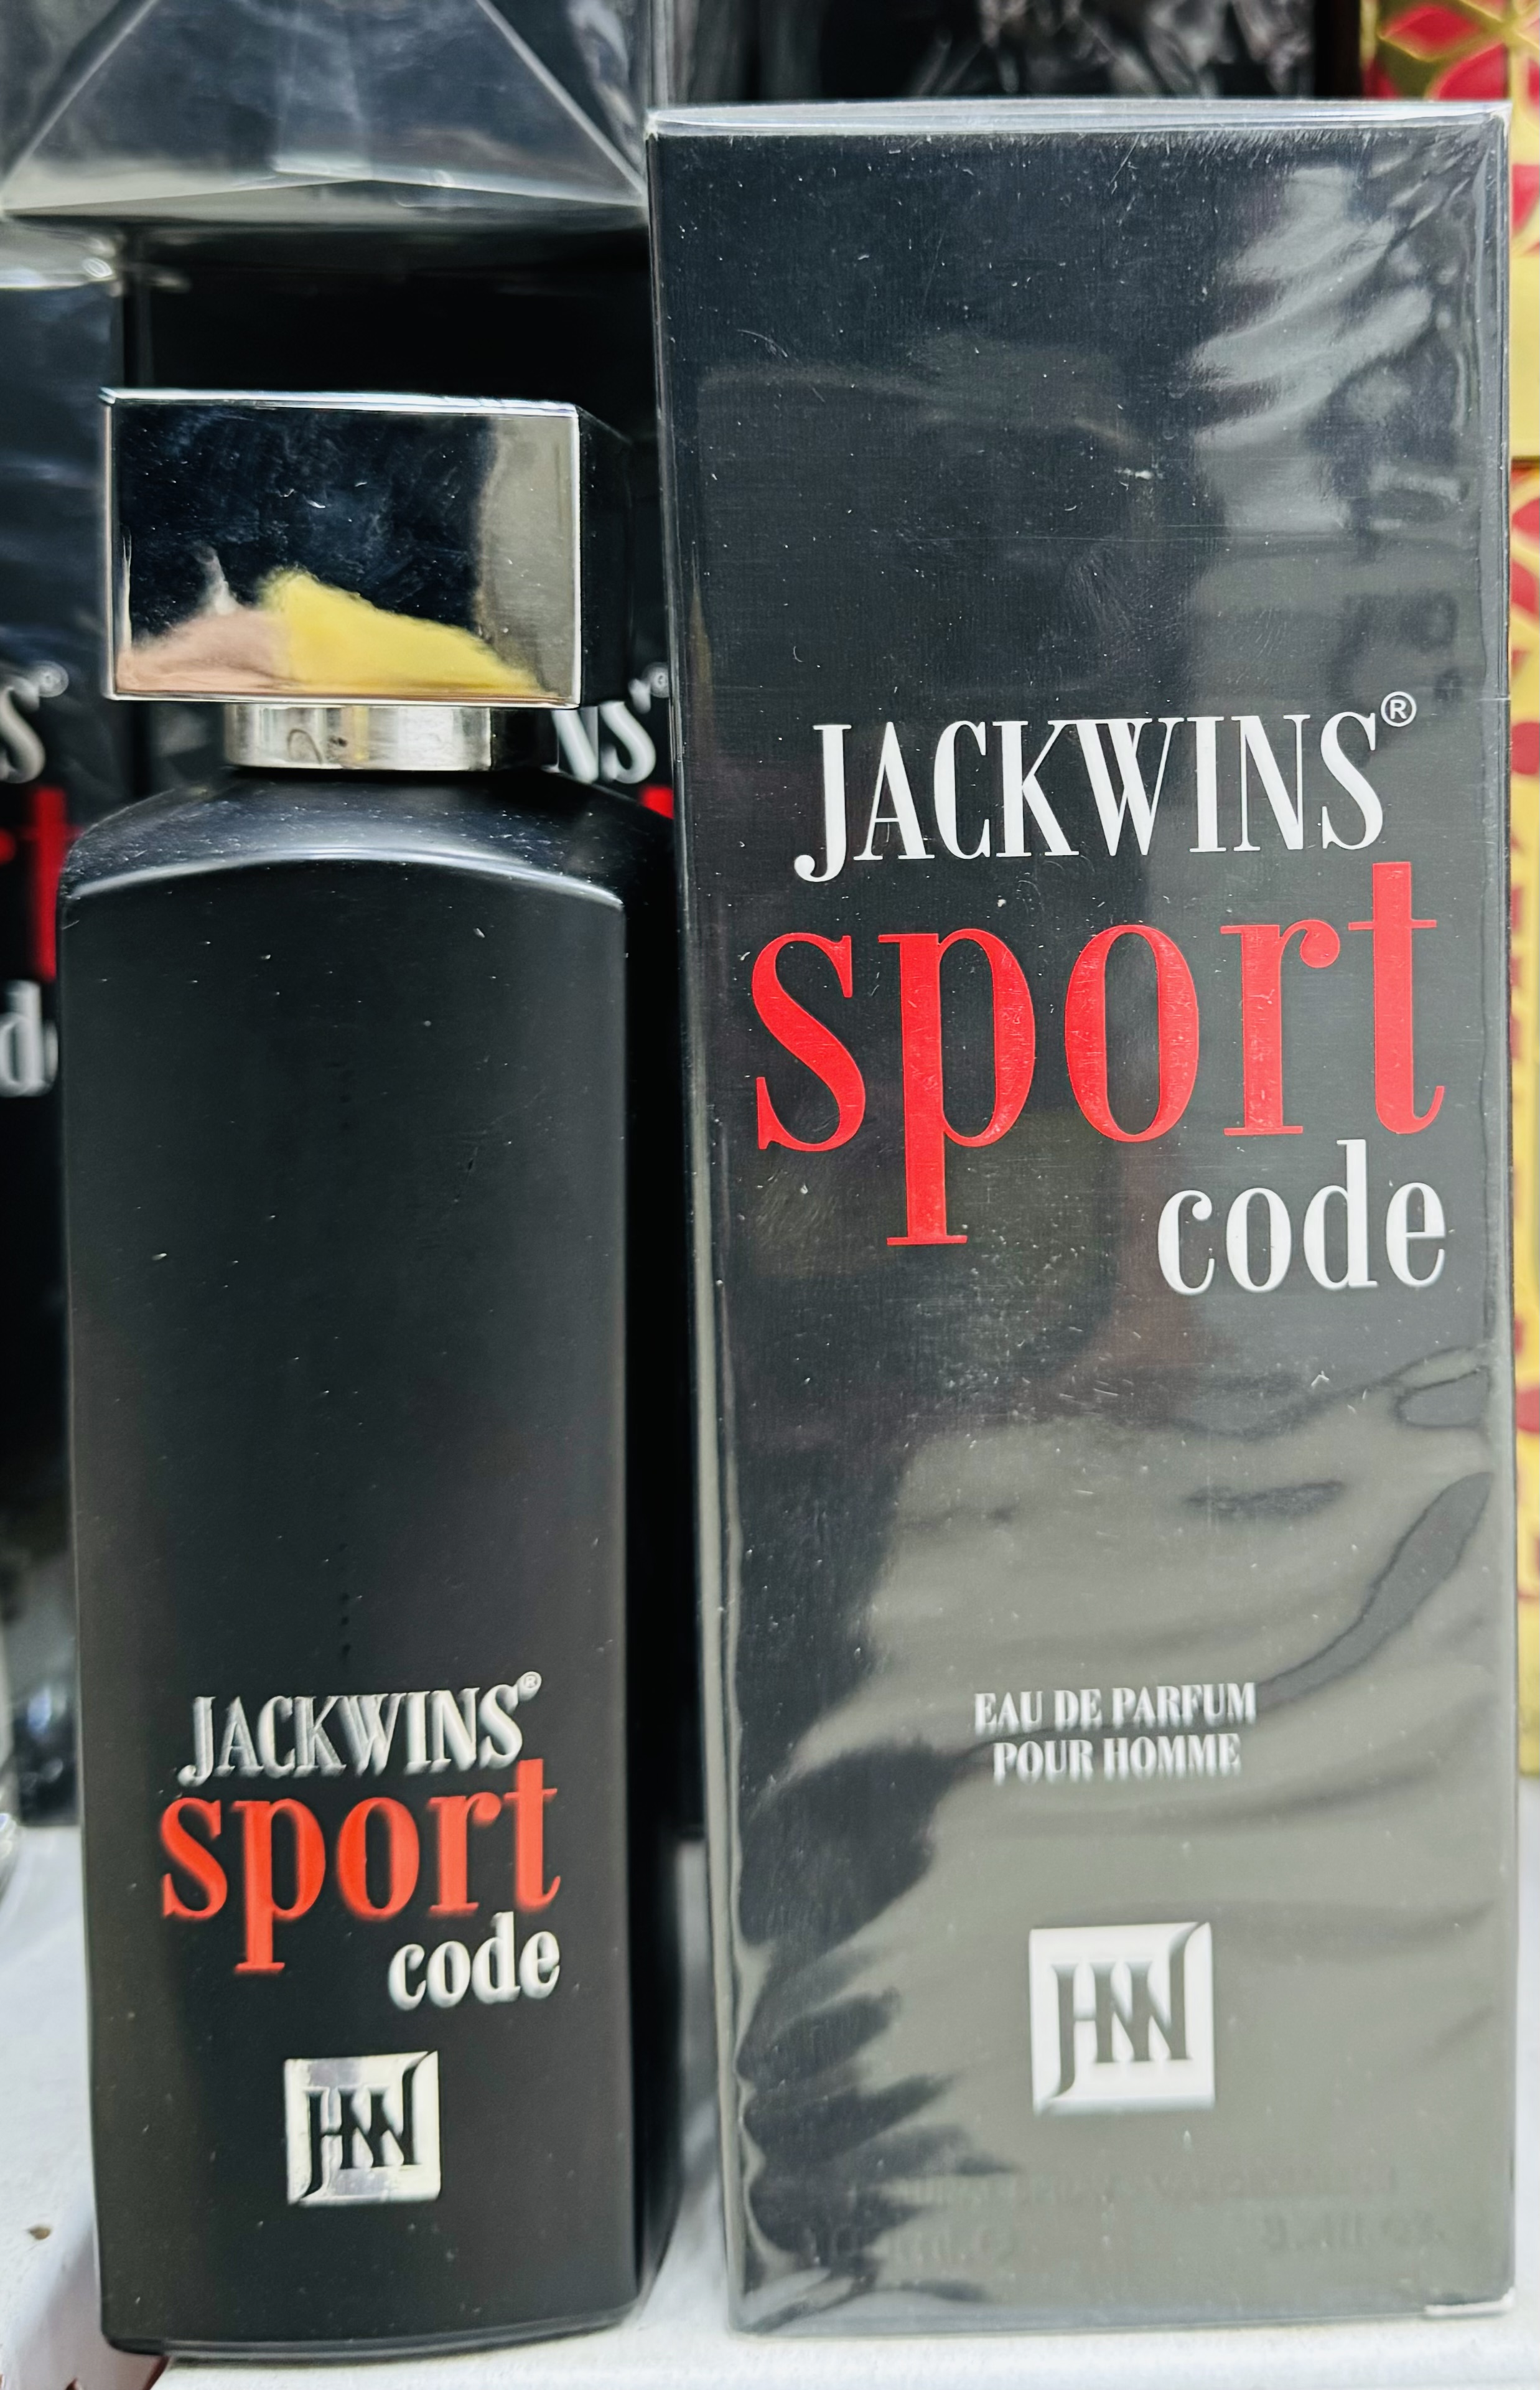 JACKWINS®
sport
code
EAU DE PARFUM
POUR HOMME
JHW
JACKWINS®
sport
code
JHW